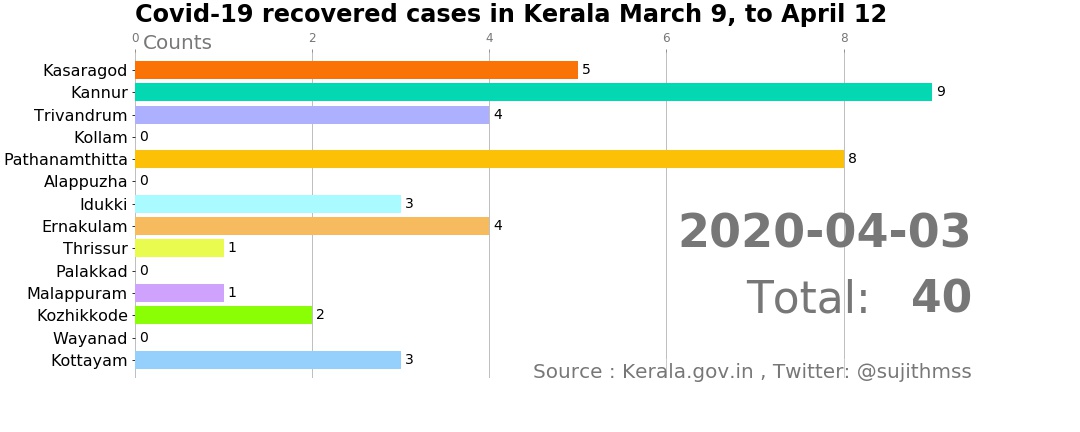 Covid-19 recovered cases in Kerala March 9, to April 12
0 2 4 6 8
Counts
Kasaragod 5
Kannur 9
Trivandrum 4
Kollam 0
Pathanamthitta 8
Alappuzha 0
Idukki 3
Ernakulam 4
2020-04-03
Thrissur 1
Palakkad 0
Malappuram 1
Total: 40
Kozhikkode 2
Wayanad 0
Kottayam 3
Source : Kerala.gov.in , Twitter: @sujithmss